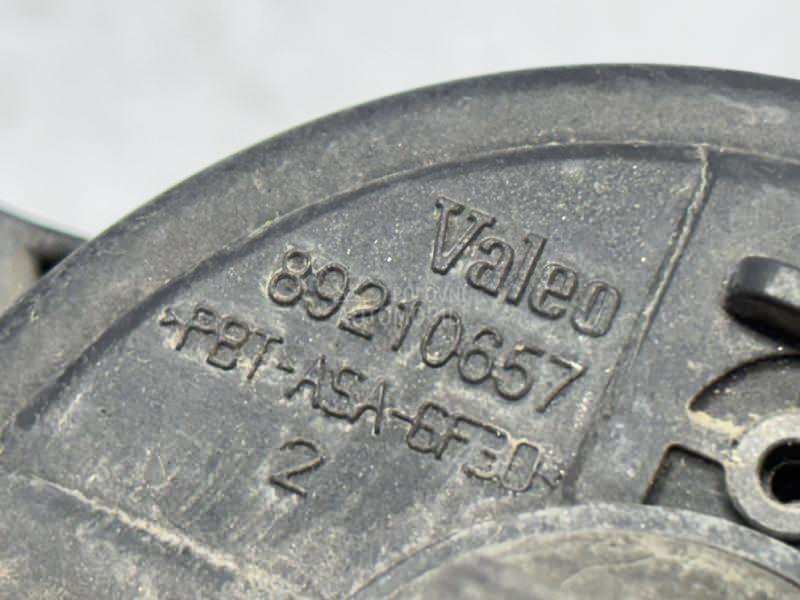 Valeo
89210657
>PBT-ASA-GF30<
2